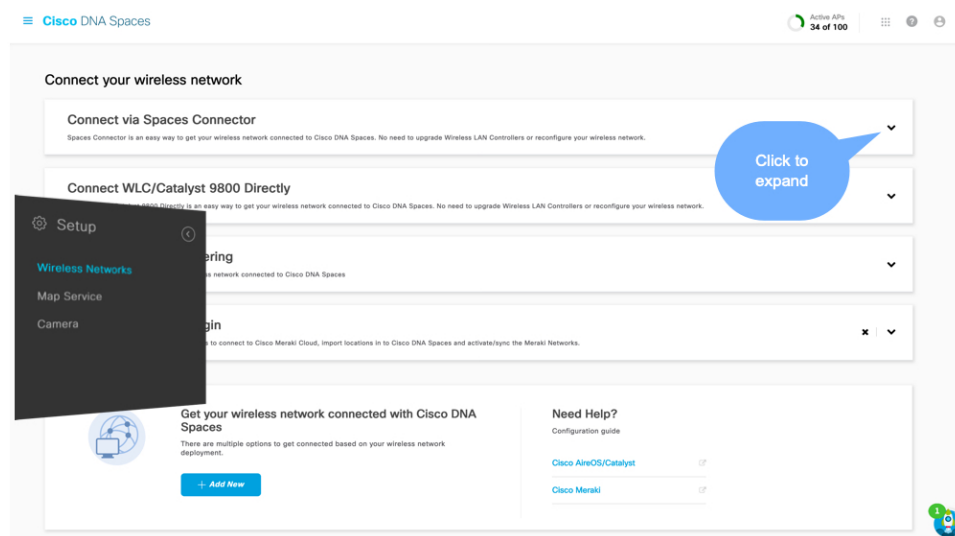 Cisco DNA Spaces
Active APs
34 of 100
Connect your wireless network
Connect via Spaces Connector
Spaces Connector is an easy way to get your wireless network connected to Cisco DNA Spaces. No need to upgrade Wireless LAN Controllers or reconfigure your wireless network.
Click to
expand
Connect WLC/Catalyst 9800 Directly
9800 Directly is an easy way to get your wireless network connected to Cisco DNA Spaces. No need to upgrade Wireless LAN Controllers or reconfigure your wireless network.
Setup
Wireless Networks
Map Service
Camera
ering
network connected to Cisco DNA Spaces
gin
to connect to Cisco Meraki Cloud, import locations in to Cisco DNA Spaces and activate/sync the Meraki Networks.
Get your wireless network connected with Cisco DNA
Spaces
There are multiple options to get connected based on your wireless network
deployment.
+ Add New
Need Help?
Configuration guide
Cisco AireOS/Catalyst
Cisco Meraki
1